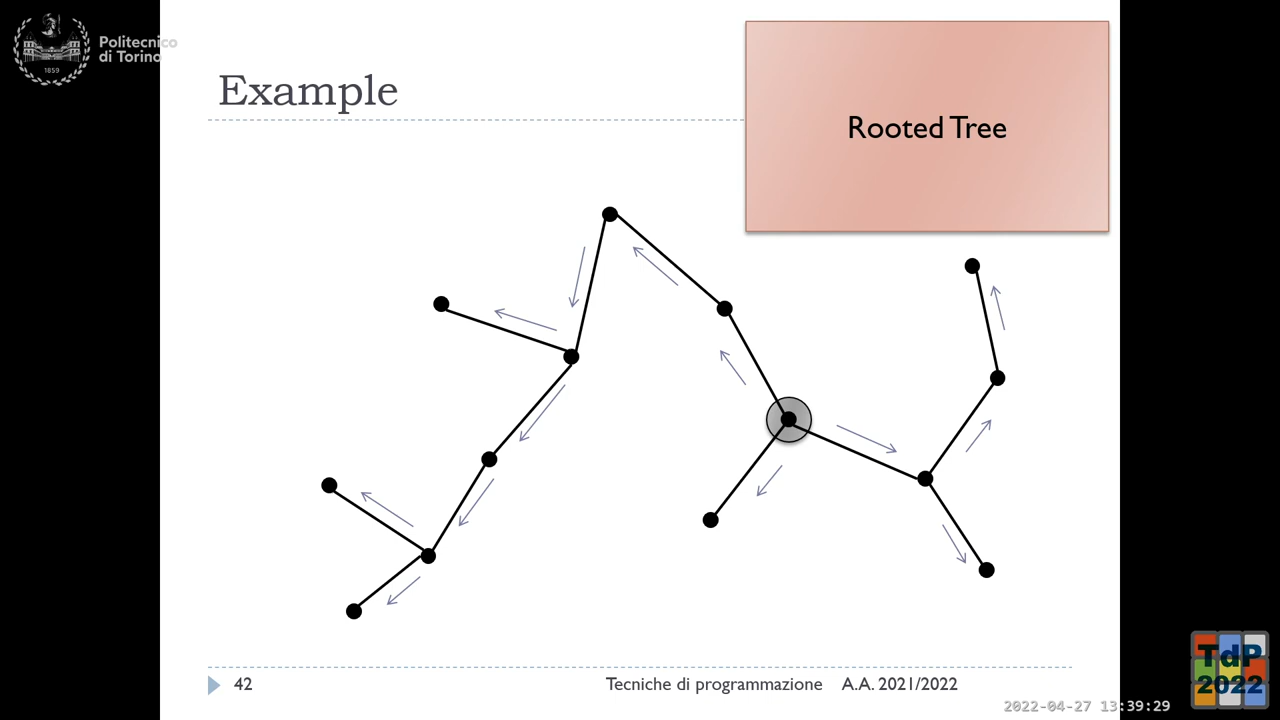 Politecnico
di Torino
1859
Example
Rooted Tree
42
Tecniche di programmazione
A.A. 2021/2022
2022-04-27 13:39:29
TdP
2022